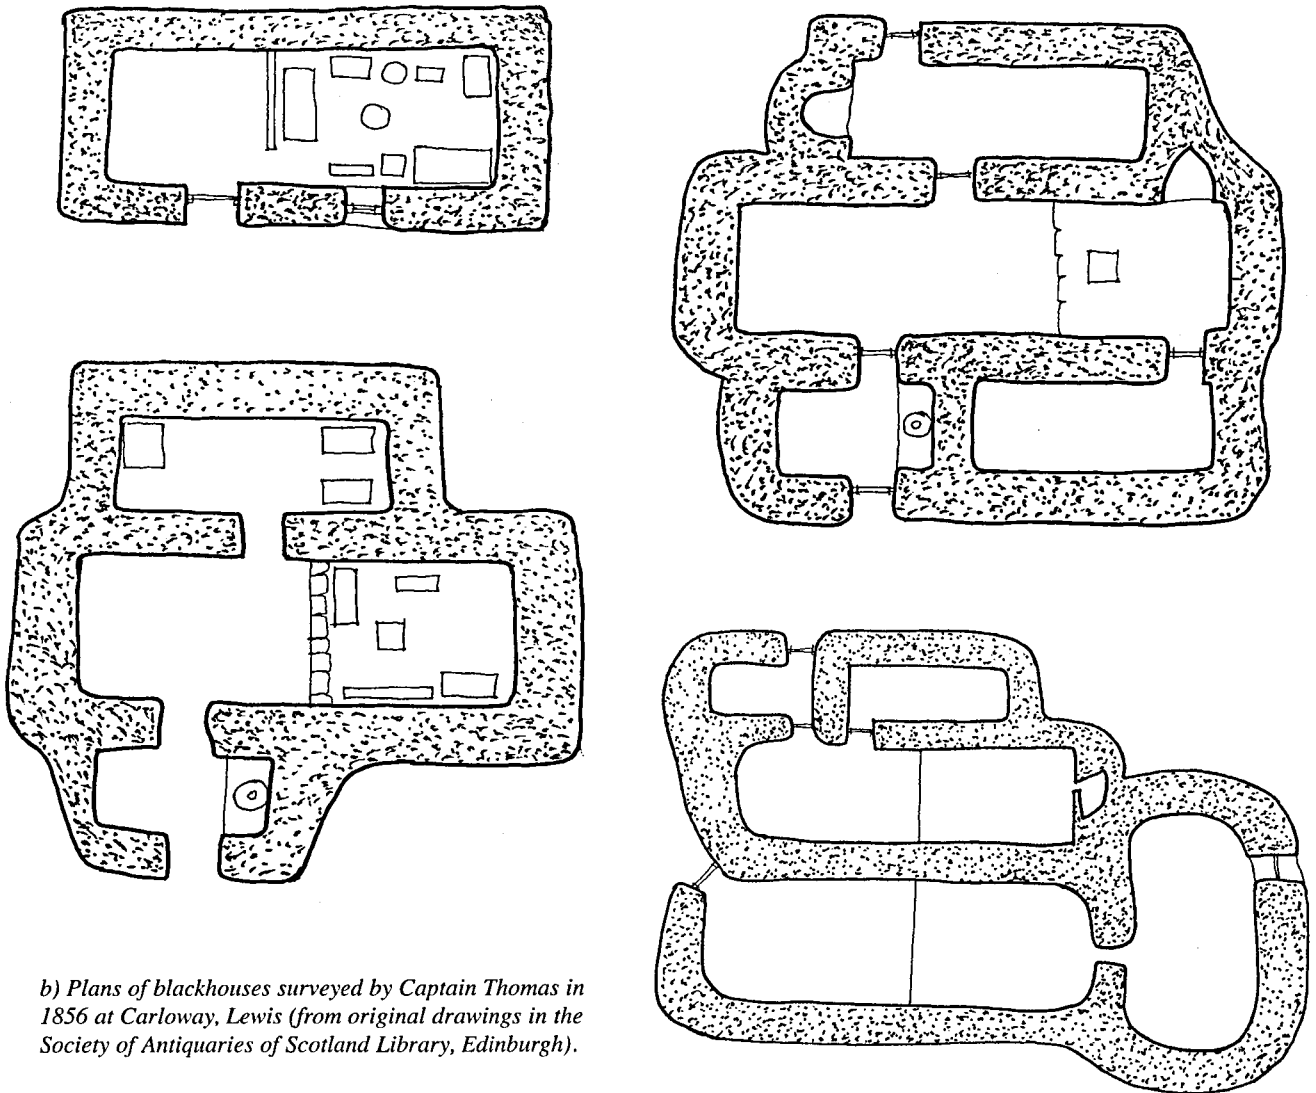 b) Plans of blackhouses surveyed by Captain Thomas in
1856 at Carloway, Lewis (from original drawings in the
Society of Antiquaries of Scotland Library, Edinburgh).